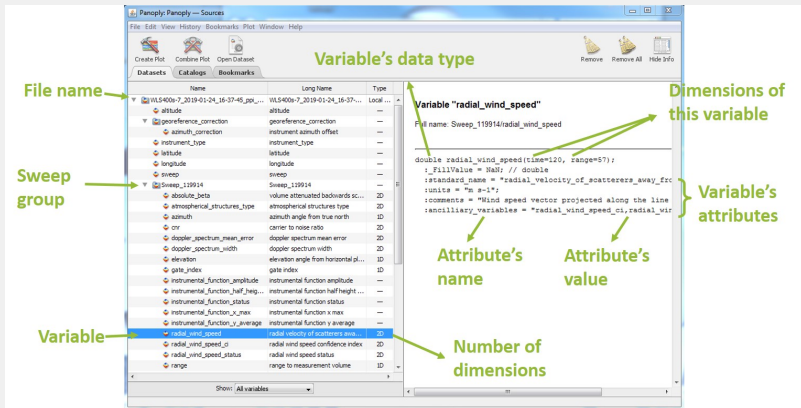 Panoply: Panoply — Sources
File Edit View History Bookmarks Plot Window Help
Create Plot Combine Plot Open Dataset
Remove Remove All Hide Info
Variable's data type
Datasets Catalogs Bookmarks
Name Long Name Type
File name
WLS400s-7_2019-01-24_16-37-45_ppi_... WLS400s-7_2019-01-24_16-37-... Local ...
altitude altitude —
georeference_correction georeference_correction —
azimuth_correction instrument azimuth offset —
instrument_type instrument_type —
latitude latitude —
longitude longitude —
sweep sweep —
Sweep
group
Sweep_119914 Sweep_119914 —
absolute_beta volume attenuated backwards sc... 2D
atmospherical_structures_type atmospherical structures type 2D
azimuth azimuth angle from true north 1D
cnr carrier to noise ratio 2D
doppler_spectrum_mean_error doppler spectrum mean error 2D
doppler_spectrum_width doppler spectrum width 2D
elevation elevation angle from horizontal pl... 1D
gate_index gate index 1D
instrumental_function_amplitude instrumental function amplitude —
instrumental_function_half_heig... instrumental function half height ... —
instrumental_function_status instrumental function status —
instrumental_function_x_max instrumental function x max —
instrumental_function_y_average instrumental function y average —
Variable
radial_wind_speed radial velocity of scatterers awa... 2D
radial_wind_speed_ci radial wind speed confidence index 2D
radial_wind_speed_status radial wind speed status 2D
range range to measurement volume 1D
Show: All variables
Variable "radial_wind_speed"
Full name: Sweep_119914/radial_wind_speed
Dimensions of
this variable
double radial_wind_speed(time=120, range=57);
:_FillValue = NaN; // double
:standard_name = "radial_velocity_of_scatterers_away_fro
:units = "m s-1";
:comments = "Wind speed vector projected along the line
:ancilliary_variables = "radial_wind_speed_ci,radial_win
Variable's
attributes
Attribute's
name
Attribute's
value
Number of
dimensions